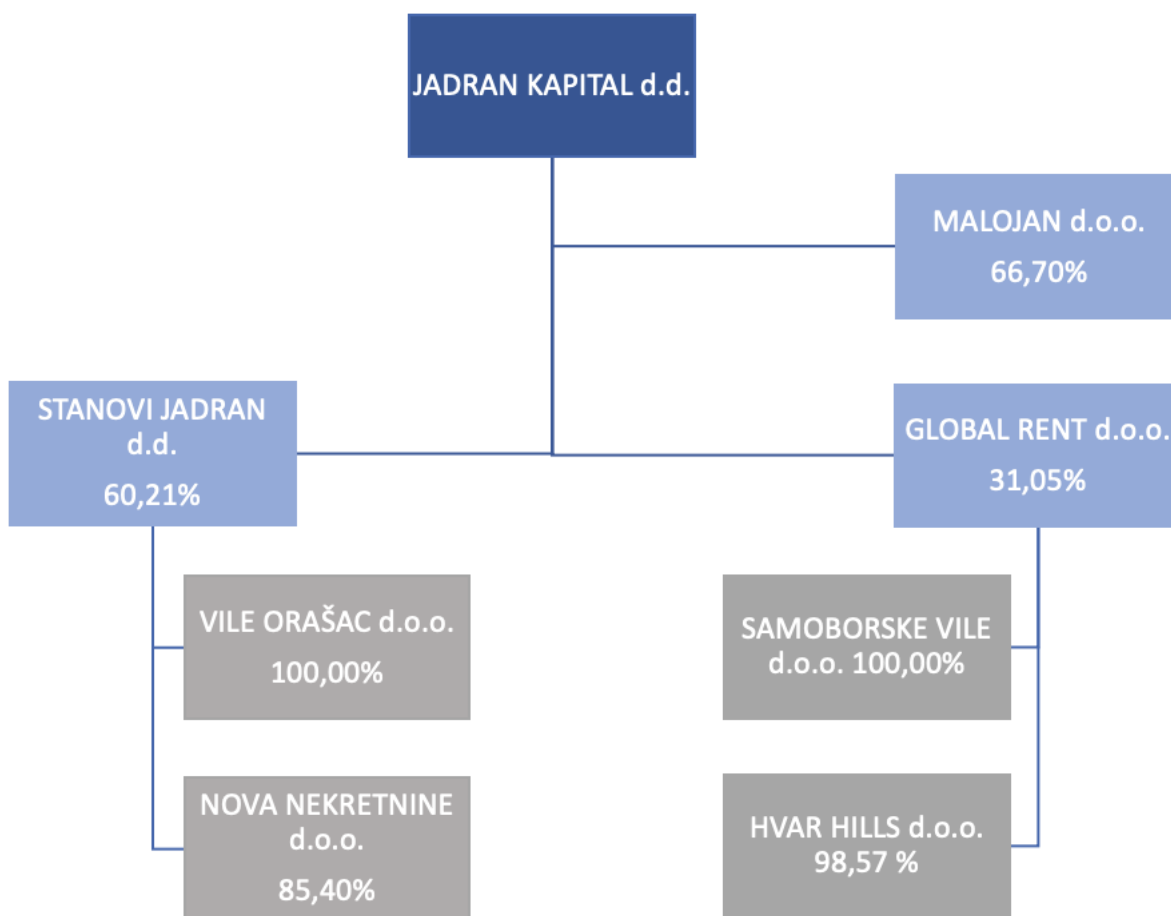 JADRAN KAPITAL d.d.
MALOJAN d.o.o.
66,70%
STANOVI JADRAN
d.d.
60,21%
GLOBAL RENT d.o.o.
31,05%
VILE ORAŠAC d.o.o.
100,00%
SAMOBORSKE VILE
d.o.o. 100,00%
NOVA NEKRETNINE
d.o.o.
85,40%
HVAR HILLS d.o.o.
98,57 %